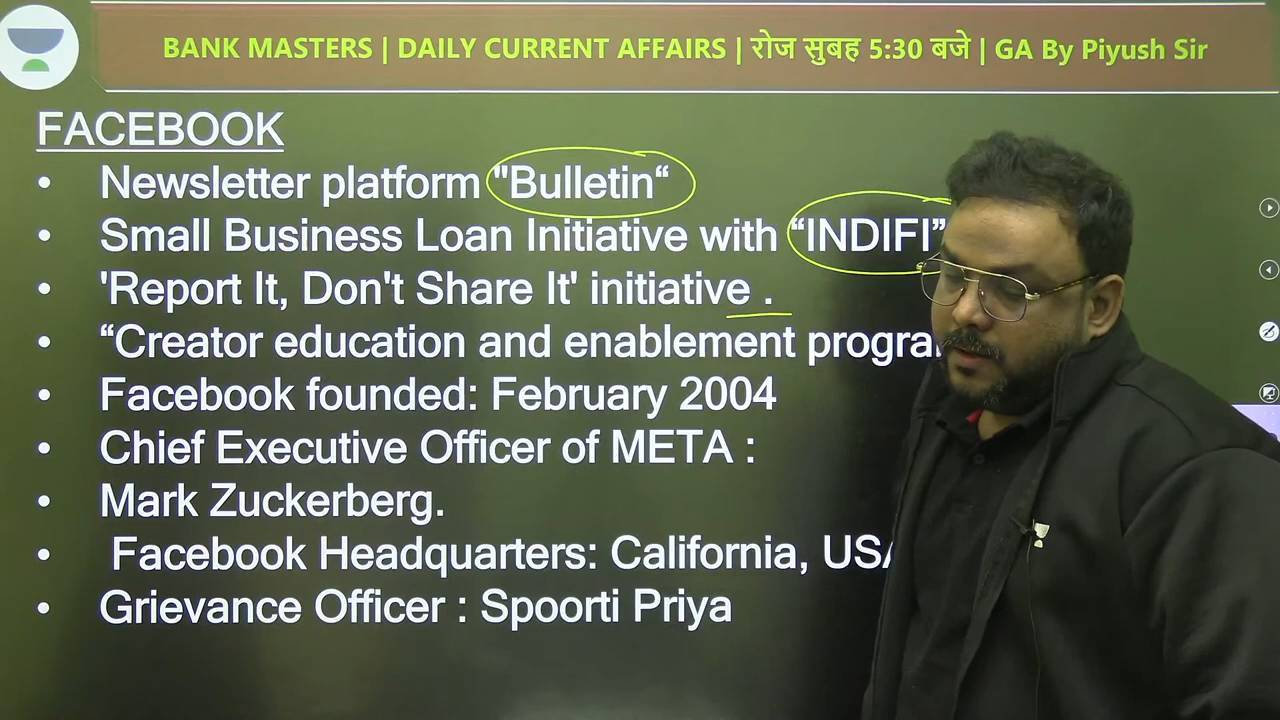 BANK MASTERS | DAILY CURRENT AFFAIRS | रोज सुबह 5:30 बजे | GA By Piyush Sir
FACEBOOK
• Newsletter platform "Bulletin“
• Small Business Loan Initiative with “INDIFI”
• 'Report It, Don't Share It' initiative .
• “Creator education and enablement
• Facebook founded: February 2004
• Chief Executive Officer of META :
• Mark Zuckerberg.
• Facebook Headquarters: California, USA
• Grievance Officer : Spoorti Priya